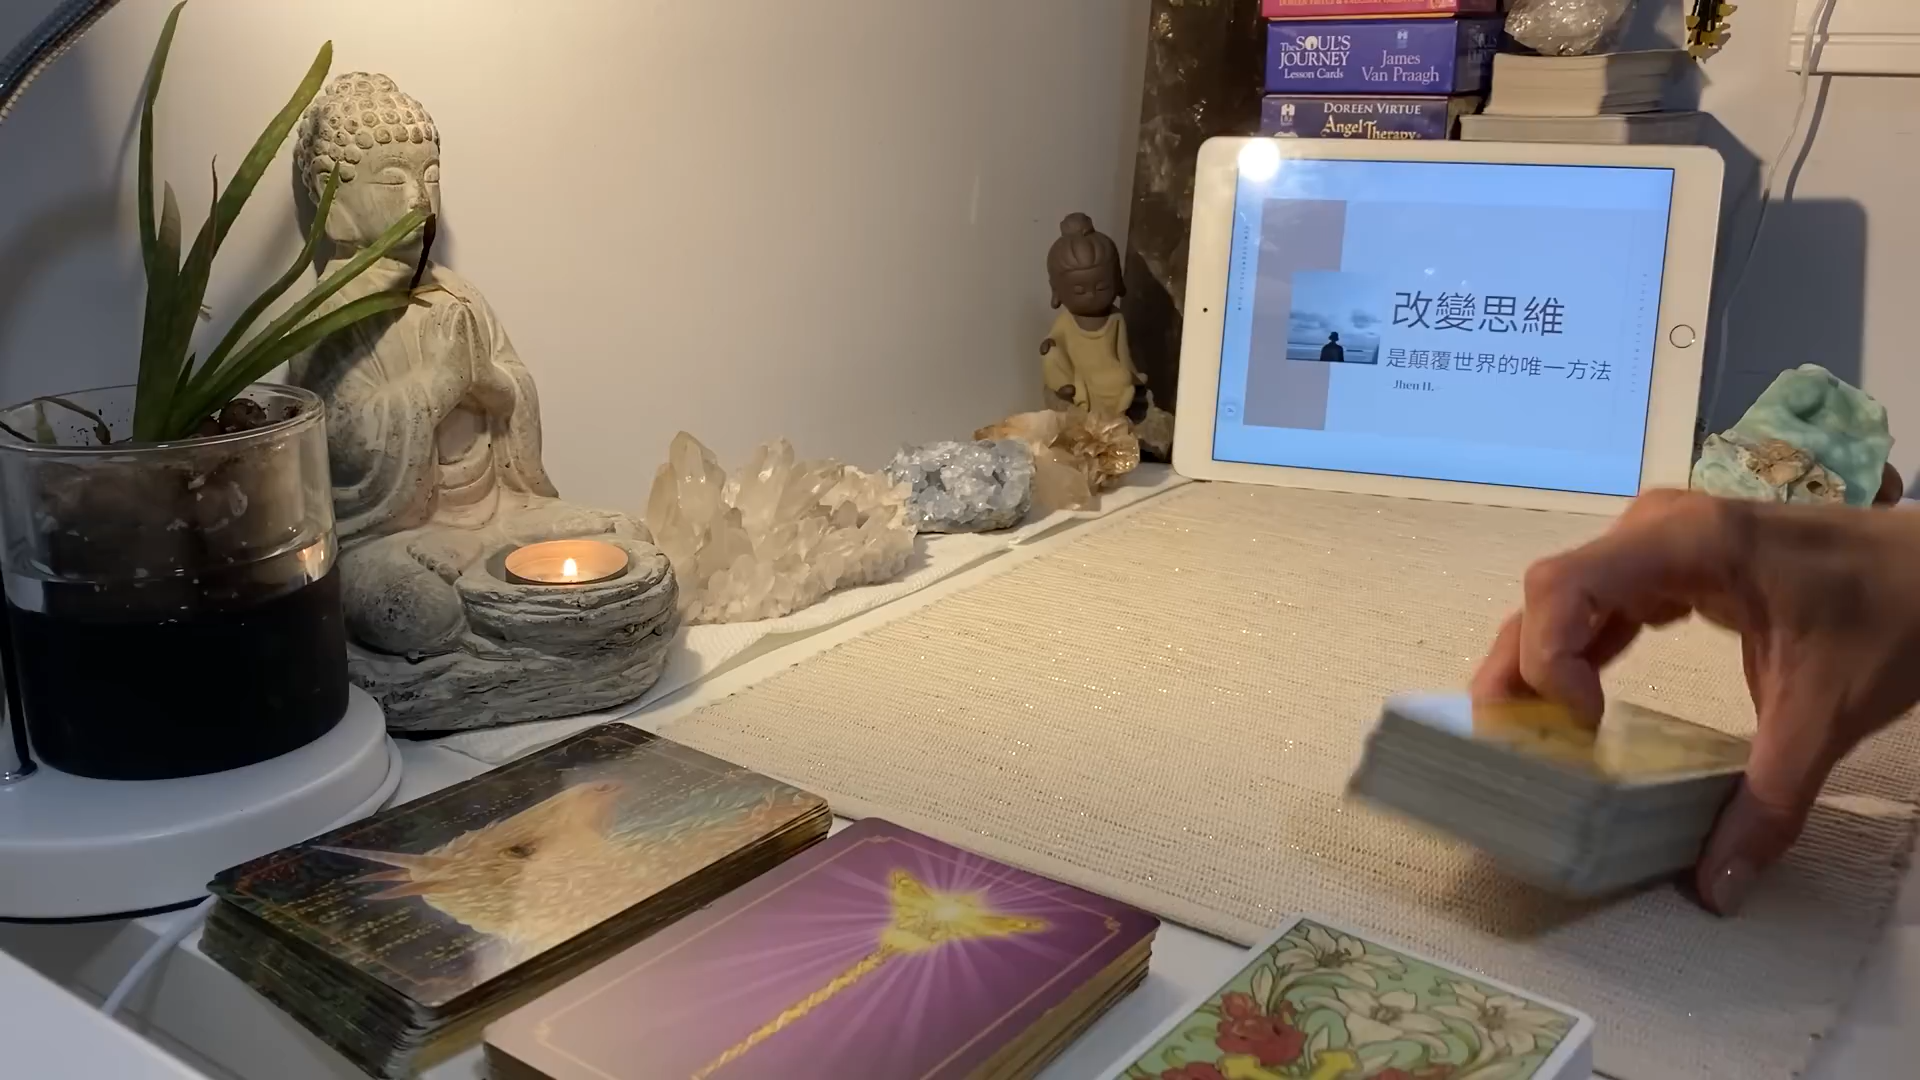 The SOUL'S
JOURNEY
Lesson Cards
James
Van Praagh
DOREEN VIRTUE
Angel Therapy
改變思維
是顛覆世界的唯一方法
Jhen H.